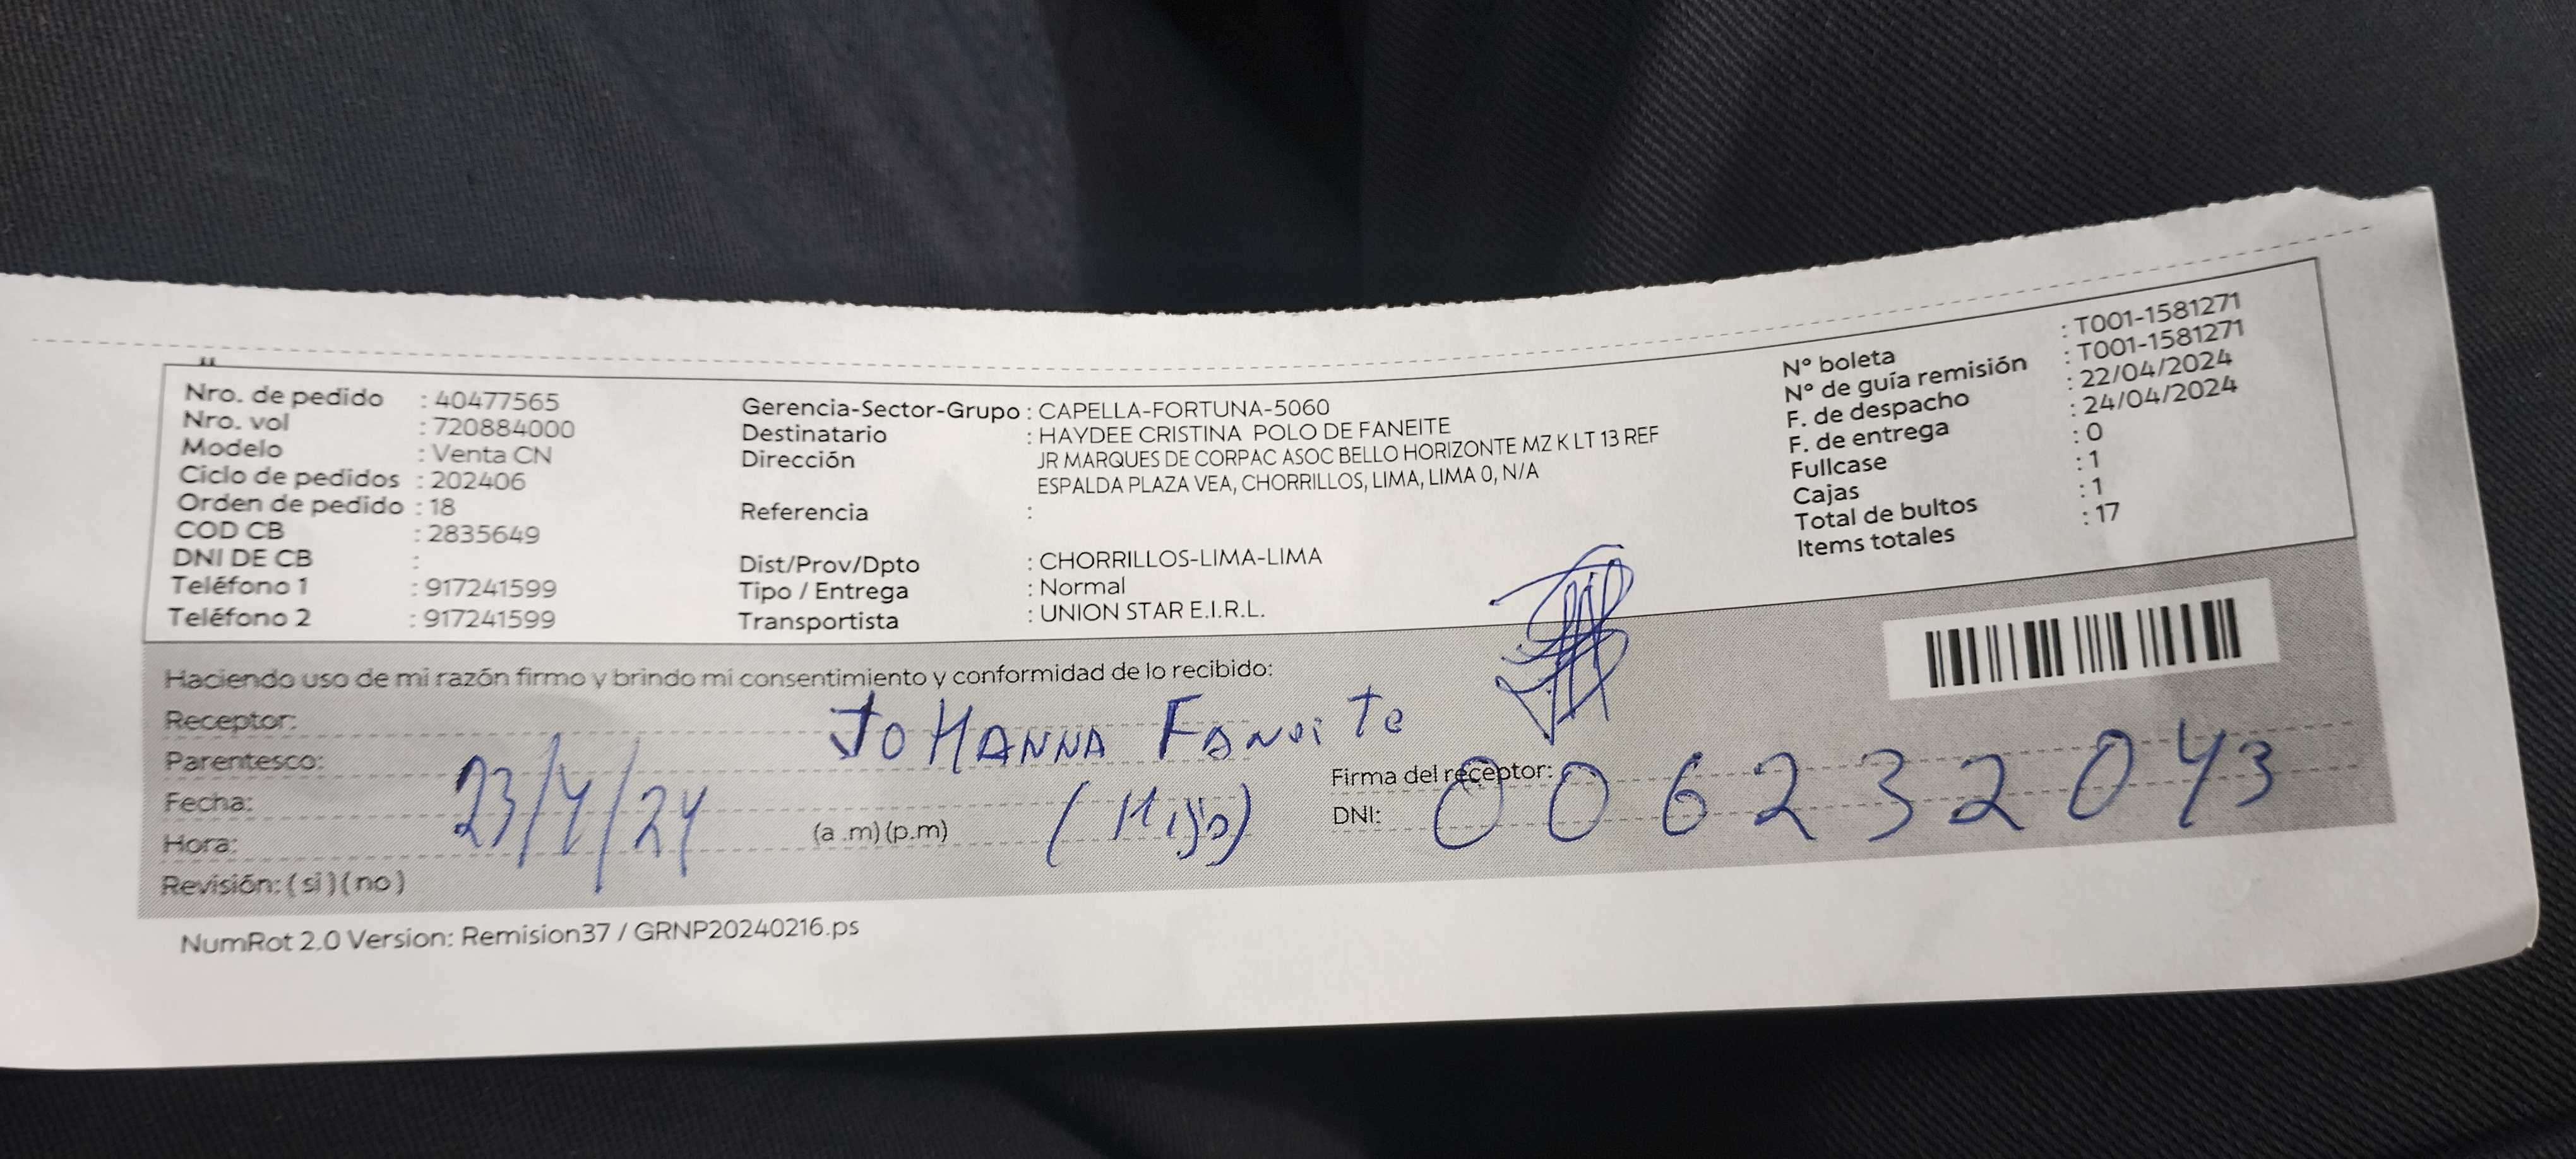 Nro. de pedido : 40477565
Nro. vol : 720884000
Modelo : Venta CN
Ciclo de pedidos : 202406
Orden de pedido : 18
COD CB : 2835649
DNI DE CB :
Teléfono 1 : 917241599
Teléfono 2 : 917241599
Gerencia-Sector-Grupo : CAPELLA-FORTUNA-5060
Destinatario : HAYDEE CRISTINA POLO DE FANEITE
Dirección JR MARQUES DE CORPAC ASOC BELLO HORIZONTE MZ K LT 13 REF
ESPALDA PLAZA VEA, CHORRILLOS, LIMA, LIMA 0, N/A
Referencia :
Dist/Prov/Dpto : CHORRILLOS-LIMA-LIMA
Tipo / Entrega : Normal
Transportista : UNION STAR E.I.R.L.
N° boleta : T001-1581271
N° de guía remisión : T001-1581271
F. de despacho : 22/04/2024
F. de entrega : 24/04/2024
Fullcase : 0
Cajas : 1
Total de bultos : 1
Items totales : 17
Haciendo uso de mi razón firmo y brindo mi consentimiento y conformidad de lo recibido:
Receptor: JOHANNA FANEITE
Parentesco:
Fecha: 23/4/24
Hora: (a .m) (p.m) (Hija)
Revisión: ( si ) ( no )
Firma del receptor:
DNI: 006232043
NumRot 2.0 Version: Remision37 / GRNP20240216.ps